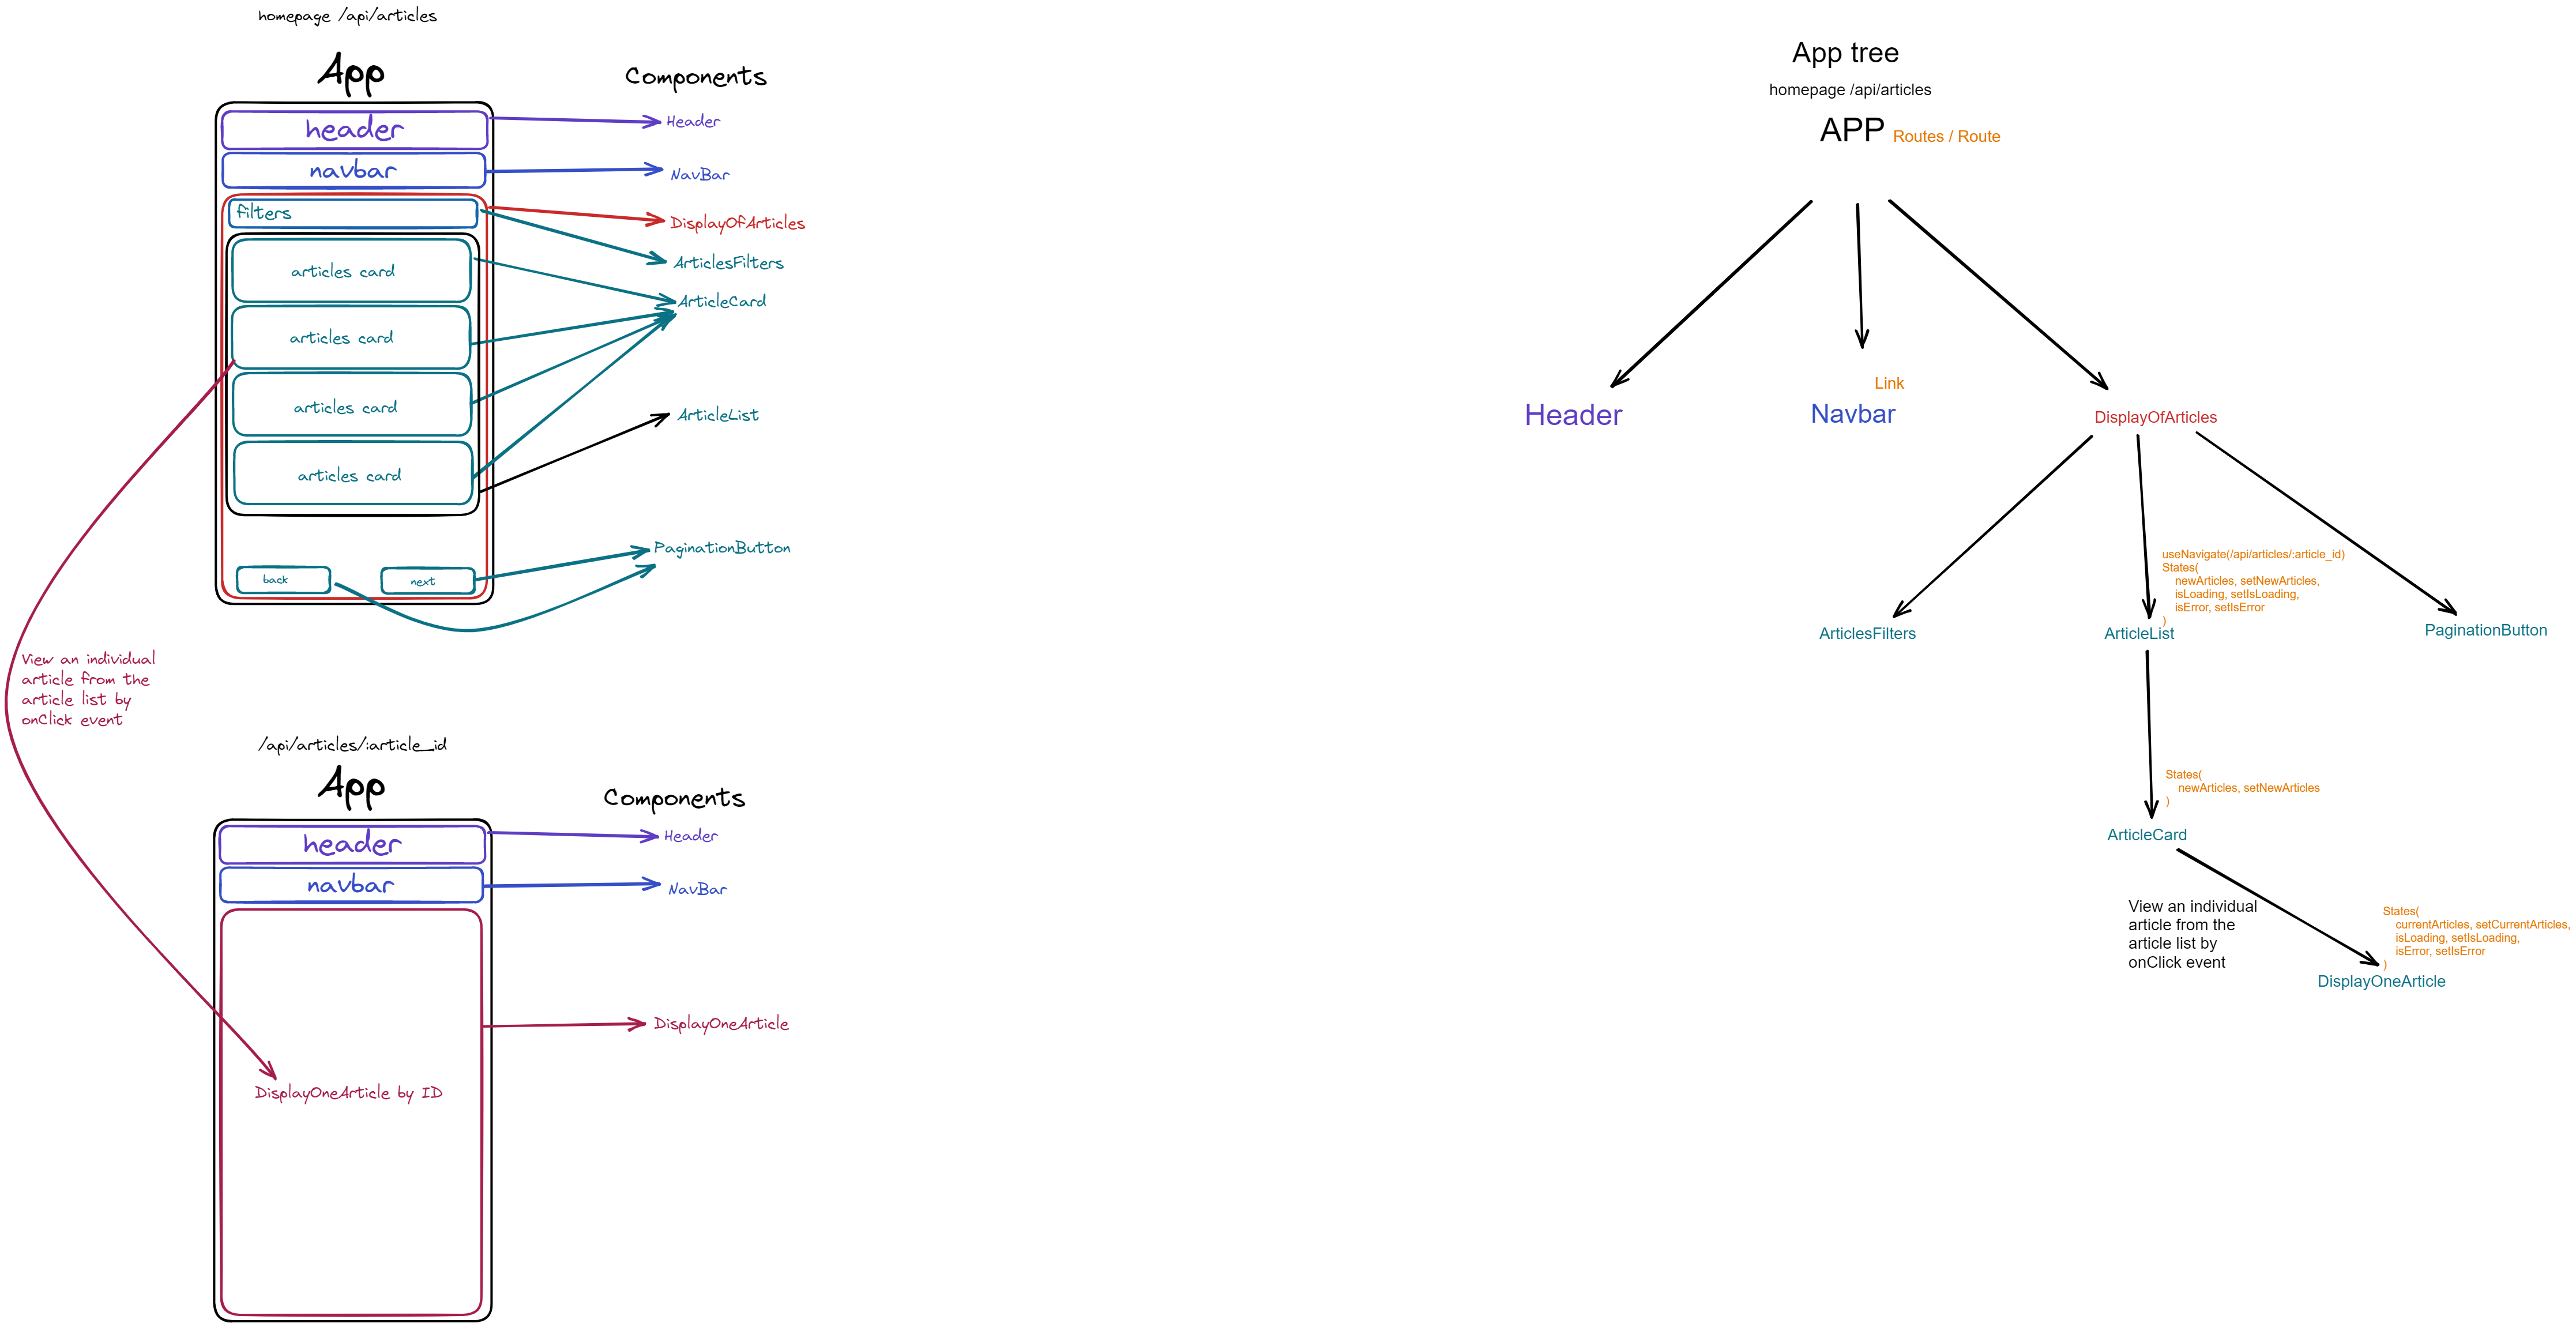 homepage /api/articles
App
Components
header
Header
navbar
NavBar
filters
DisplayOfArticles
ArticlesFilters
articles card
ArticleCard
articles card
articles card
ArticleList
articles card
PaginationButton
back
next
View an individual
article from the
article list by
onClick event
/api/articles/:article_id
App
Components
header
Header
navbar
NavBar
DisplayOneArticle
DisplayOneArticle by ID
App tree
homepage /api/articles
APP
Routes / Route
Header
Link
Navbar
DisplayOfArticles
useNavigate(/api/articles/:article_id)
States(
newArticles, setNewArticles,
isLoading, setIsLoading,
isError, setIsError
)
ArticlesFilters
ArticleList
PaginationButton
States(
newArticles, setNewArticles
)
ArticleCard
View an individual
article from the
article list by
onClick event
States(
currentArticles, setCurrentArticles,
isLoading, setIsLoading,
isError, setIsError
)
DisplayOneArticle